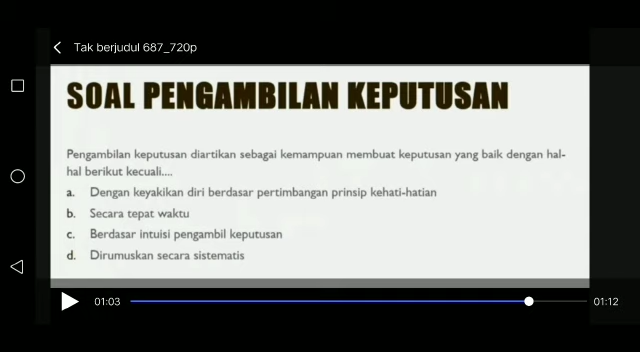 Tak berjudul 687_720p
SOAL PENGAMBILAN KEPUTUSAN
Pengambilan keputusan diartikan sebagai kemampuan membuat keputusan yang baik dengan hal-
hal berikut kecuali....
a. Dengan keyakikan diri berdasar pertimbangan prinsip kehati-hatian
b. Secara tepat waktu
c. Berdasar intuisi pengambil keputusan
d. Dirumuskan secara sistematis
01:03 01:12